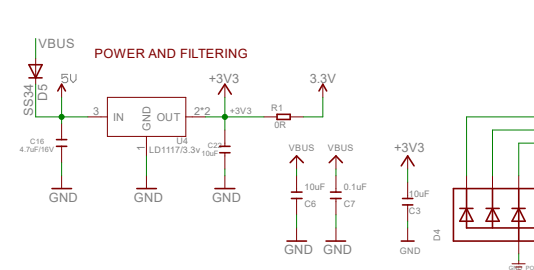 VBUS
POWER AND FILTERING
SS34
D5
5V
+3V3
3.3V
3
IN
GND
OUT
2*2
+3V3
R1
0R
C16
4.7uF/16V
1
U4
LD1117/3.3v
C22
10uF
GND
GND
GND
VBUS
VBUS
10uF
C6
0.1uF
C7
GND
GND
+3V3
10uF
C3
GND
D4